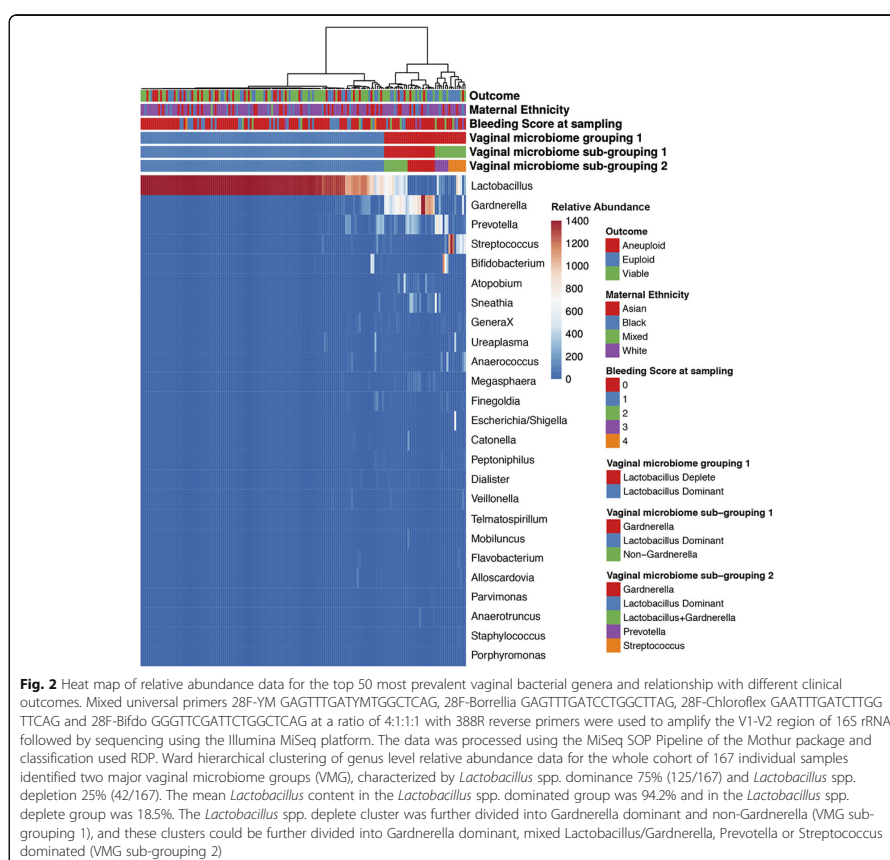 Outcome
Maternal Ethnicity
Bleeding Score at sampling
Vaginal microbiome grouping 1
Vaginal microbiome sub-grouping 1
Vaginal microbiome sub-grouping 2
Lactobacillus
Gardnerella
Prevotella
Streptococcus
Bifidobacterium
Atopobium
Sneathia
GeneraX
Ureaplasma
Anaerococcus
Megasphaera
Finegoldia
Escherichia/Shigella
Catonella
Peptoniphilus
Dialister
Veillonella
Telmatospirillum
Mobiluncus
Flavobacterium
Alloscardovia
Parvimonas
Anaerotruncus
Staphylococcus
Porphyromonas
Relative Abundance
1400
1200
1000
800
600
400
200
0
Outcome
Aneuploid
Euploid
Viable
Maternal Ethnicity
Asian
Black
Mixed
White
Bleeding Score at sampling
0
1
2
3
4
Vaginal microbiome grouping 1
Lactobacillus Deplete
Lactobacillus Dominant
Vaginal microbiome sub-grouping 1
Gardnerella
Lactobacillus Dominant
Non-Gardnerella
Vaginal microbiome sub-grouping 2
Gardnerella
Lactobacillus Dominant
Lactobacillus+Gardnerella
Prevotella
Streptococcus
Fig. 2 Heat map of relative abundance data for the top 50 most prevalent vaginal bacterial genera and relationship with different clinical
outcomes. Mixed universal primers 28F-YM GAGTTTGATYMTGGCTCAG, 28F-Borrellia GAGTTTGATCCTGGCTTAG, 28F-Chloroflex GAATTTGATCTTGG
TTCAG and 28F-Bifdo GGGTTCGATTCTGGCTCAG at a ratio of 4:1:1:1 with 388R reverse primers were used to amplify the V1-V2 region of 16S rRNA
followed by sequencing using the Illumina MiSeq platform. The data was processed using the MiSeq SOP Pipeline of the Mothur package and
classification used RDP. Ward hierarchical clustering of genus level relative abundance data for the whole cohort of 167 individual samples
identified two major vaginal microbiome groups (VMG), characterized by Lactobacillus spp. dominance 75% (125/167) and Lactobacillus spp.
depletion 25% (42/167). The mean Lactobacillus content in the Lactobacillus spp. dominated group was 94.2% and in the Lactobacillus spp.
deplete group was 18.5%. The Lactobacillus spp. deplete cluster was further divided into Gardnerella dominant and non-Gardnerella (VMG sub-
grouping 1), and these clusters could be further divided into Gardnerella dominant, mixed Lactobacillus/Gardnerella, Prevotella or Streptococcus
dominated (VMG sub-grouping 2)